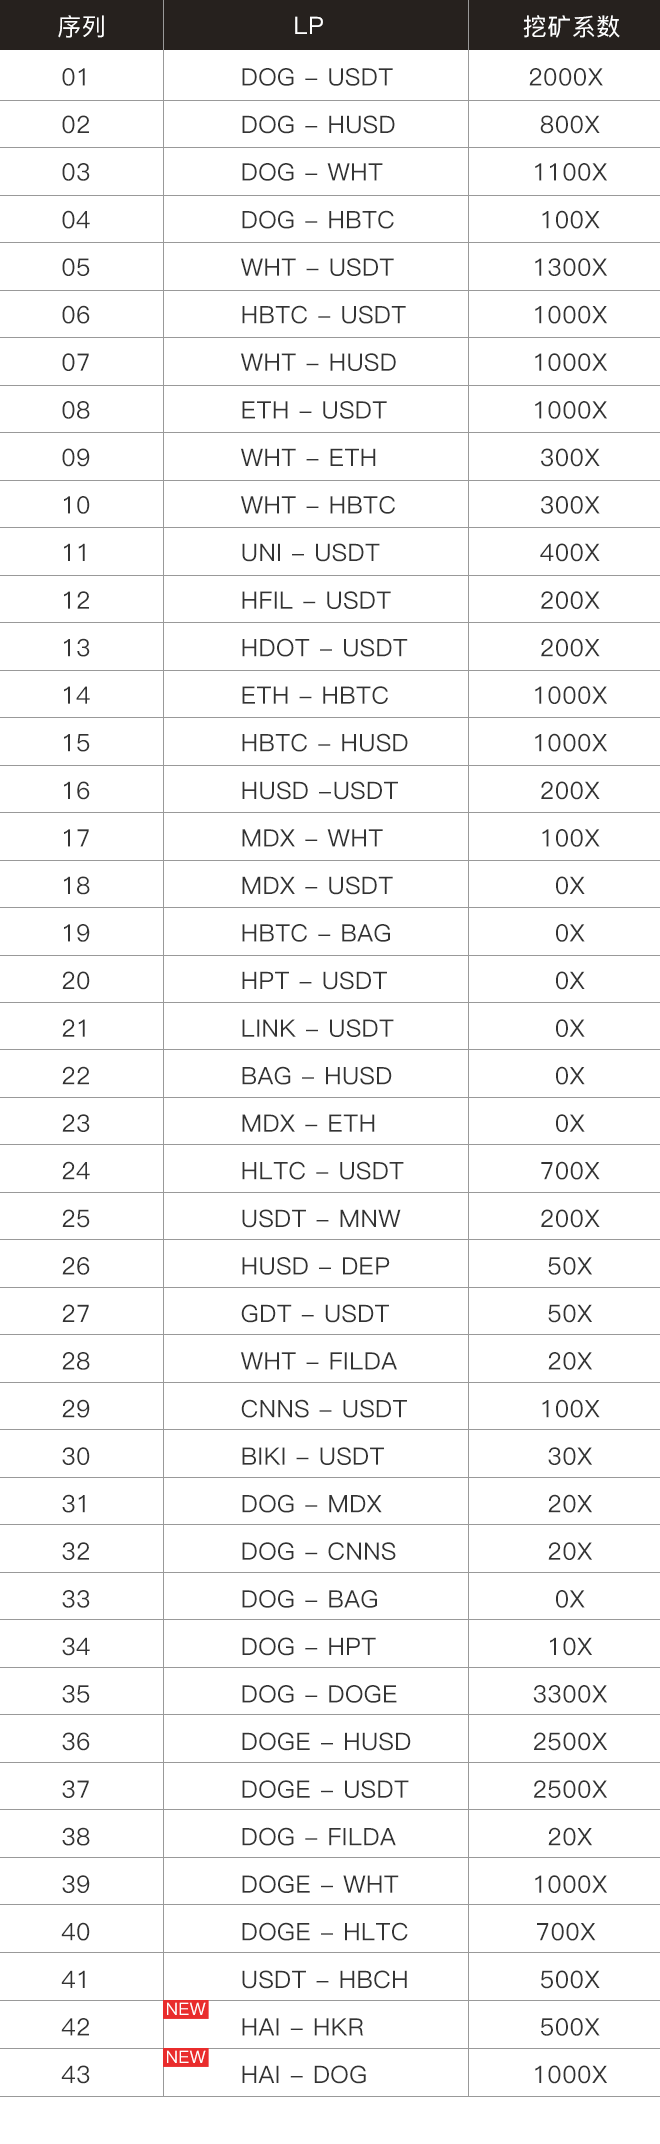 序列 LP 挖矿系数
01 DOG – USDT 2000X
02 DOG – HUSD 800X
03 DOG – WHT 1100X
04 DOG – HBTC 100X
05 WHT – USDT 1300X
06 HBTC – USDT 1000X
07 WHT – HUSD 1000X
08 ETH – USDT 1000X
09 WHT – ETH 300X
10 WHT – HBTC 300X
11 UNI – USDT 400X
12 HFIL – USDT 200X
13 HDOT – USDT 200X
14 ETH – HBTC 1000X
15 HBTC – HUSD 1000X
16 HUSD –USDT 200X
17 MDX – WHT 100X
18 MDX – USDT 0X
19 HBTC – BAG 0X
20 HPT – USDT 0X
21 LINK – USDT 0X
22 BAG – HUSD 0X
23 MDX – ETH 0X
24 HLTC – USDT 700X
25 USDT – MNW 200X
26 HUSD – DEP 50X
27 GDT – USDT 50X
28 WHT – FILDA 20X
29 CNNS – USDT 100X
30 BIKI – USDT 30X
31 DOG – MDX 20X
32 DOG – CNNS 20X
33 DOG – BAG 0X
34 DOG – HPT 10X
35 DOG – DOGE 3300X
36 DOGE – HUSD 2500X
37 DOGE – USDT 2500X
38 DOG – FILDA 20X
39 DOGE – WHT 1000X
40 DOGE – HLTC 700X
41 USDT – HBCH 500X
NEW
42 HAI – HKR 500X
NEW
43 HAI – DOG 1000X